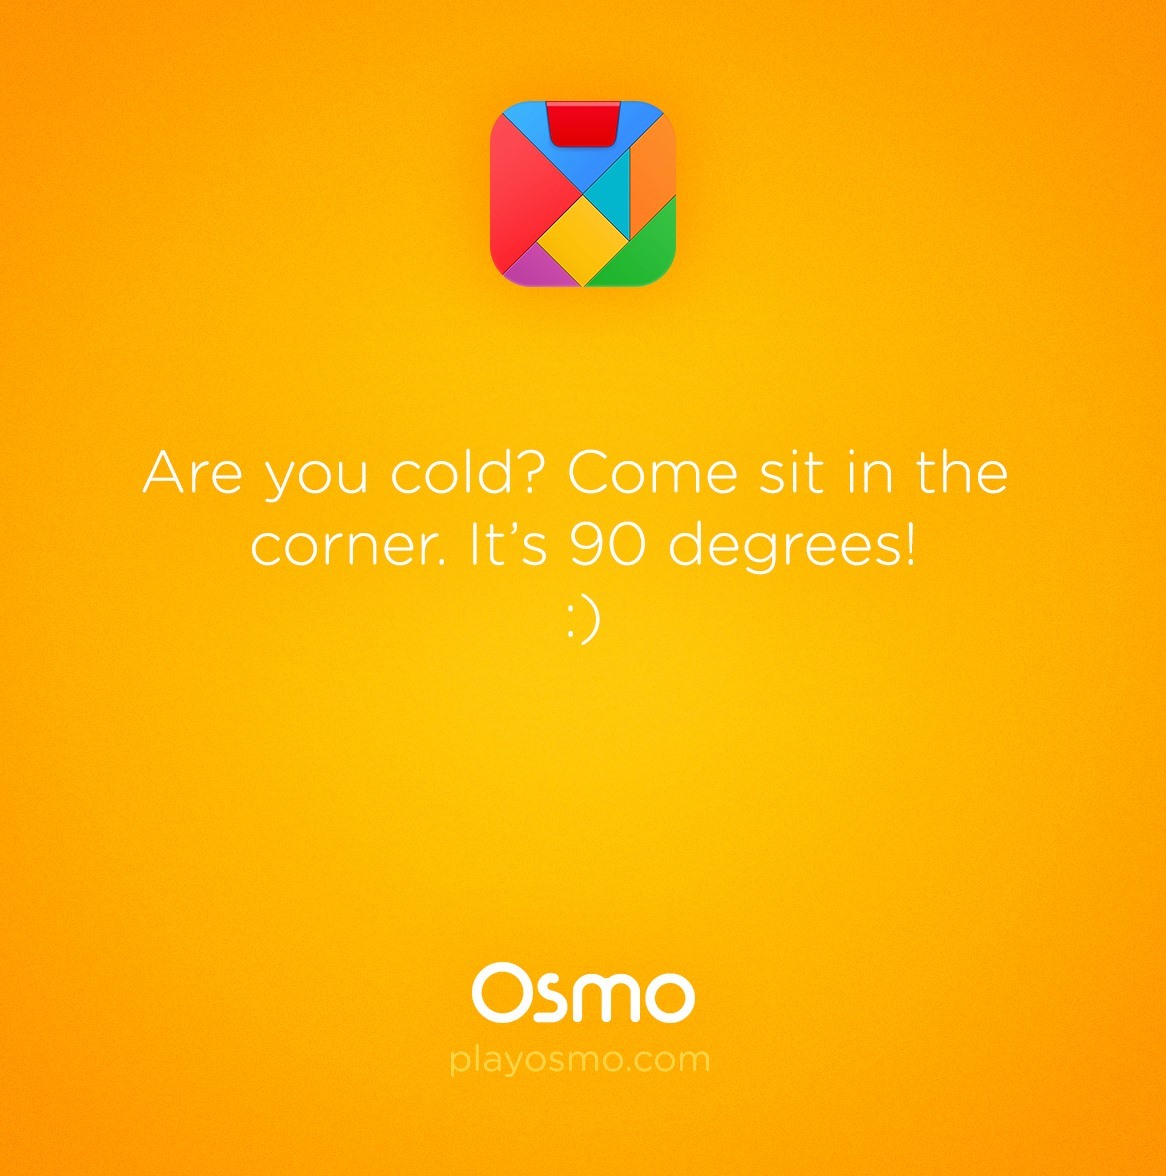 Are you cold? Come sit in the
corner. It’s 90 degrees!
:)
Osmo
playosmo.com